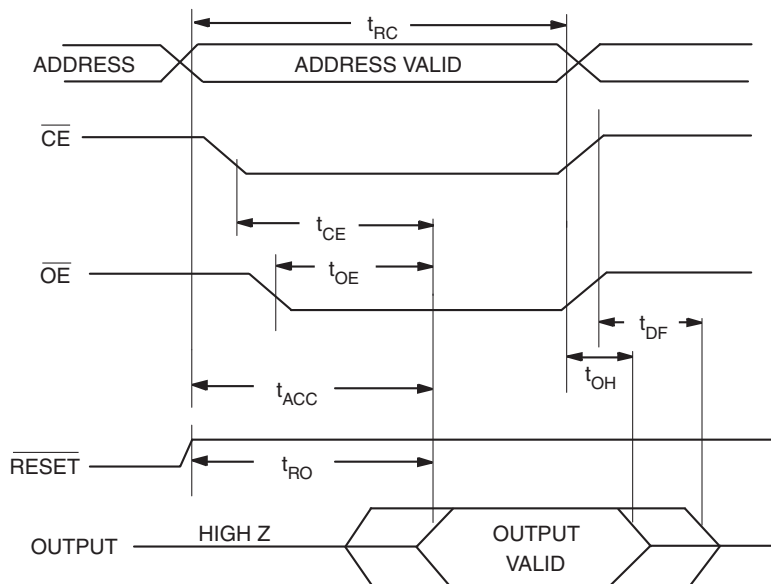 tRC
ADDRESS
ADDRESS VALID
CE
tCE
tOE
OE
tDF
tOH
tACC
RESET
tRO
OUTPUT
HIGH Z
OUTPUT
VALID